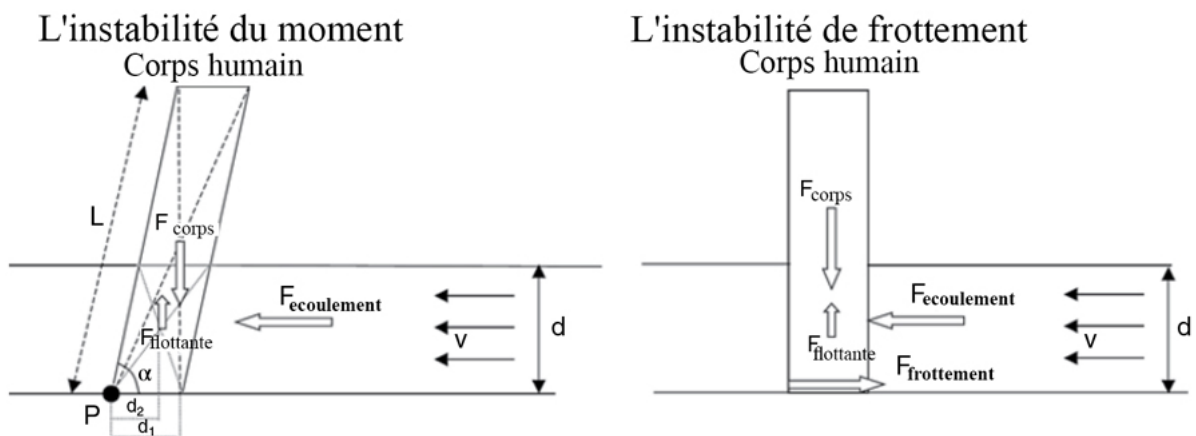 L'instabilité du moment
Corps humain
L
F corps
F flottante
F ecoulement
v
d
α
P
d2
d1
L'instabilité de frottement
Corps humain
F corps
F flottante
F ecoulement
v
d
F frottement